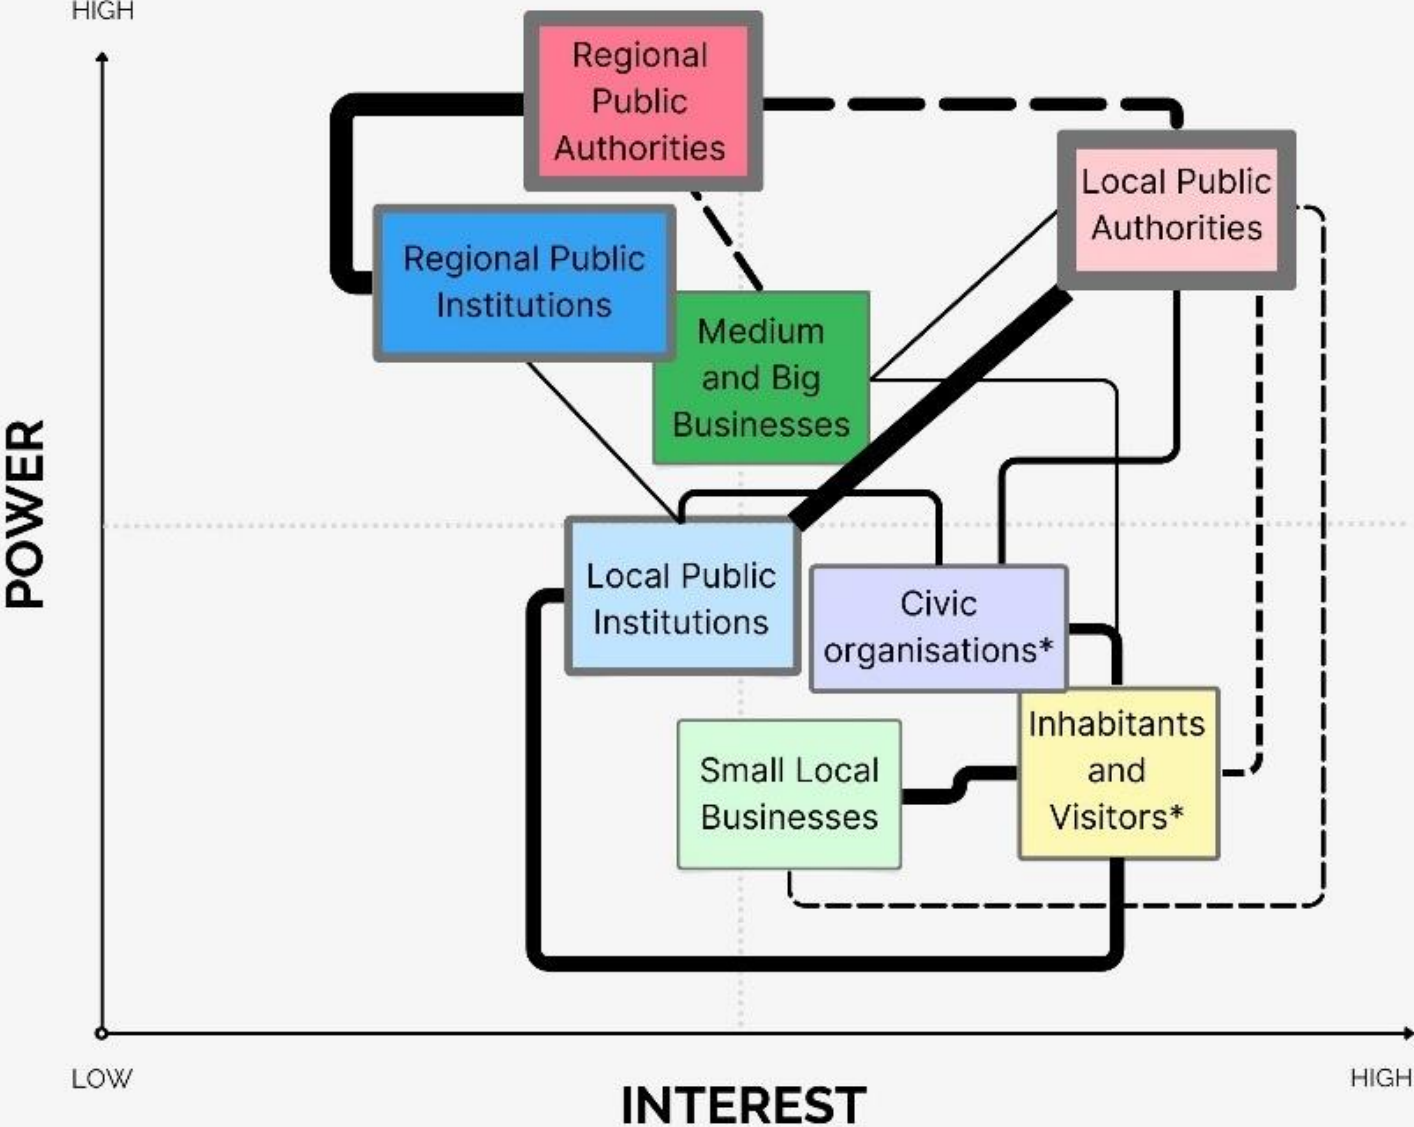 HIGH
Regional
Public
Authorities
Local Public
Authorities
Regional Public
Institutions
Medium
and Big
Businesses
POWER
Local Public
Institutions
Civic
organisations*
Inhabitants
and
Visitors*
Small Local
Businesses
LOW
HIGH
INTEREST